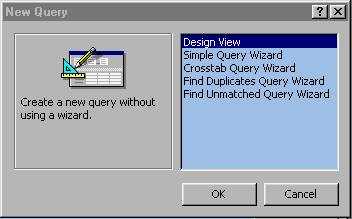 New Query
Design View
Simple Query Wizard
Crosstab Query Wizard
Find Duplicates Query Wizard
Find Unmatched Query Wizard
Create a new query without
using a wizard.
OK
Cancel